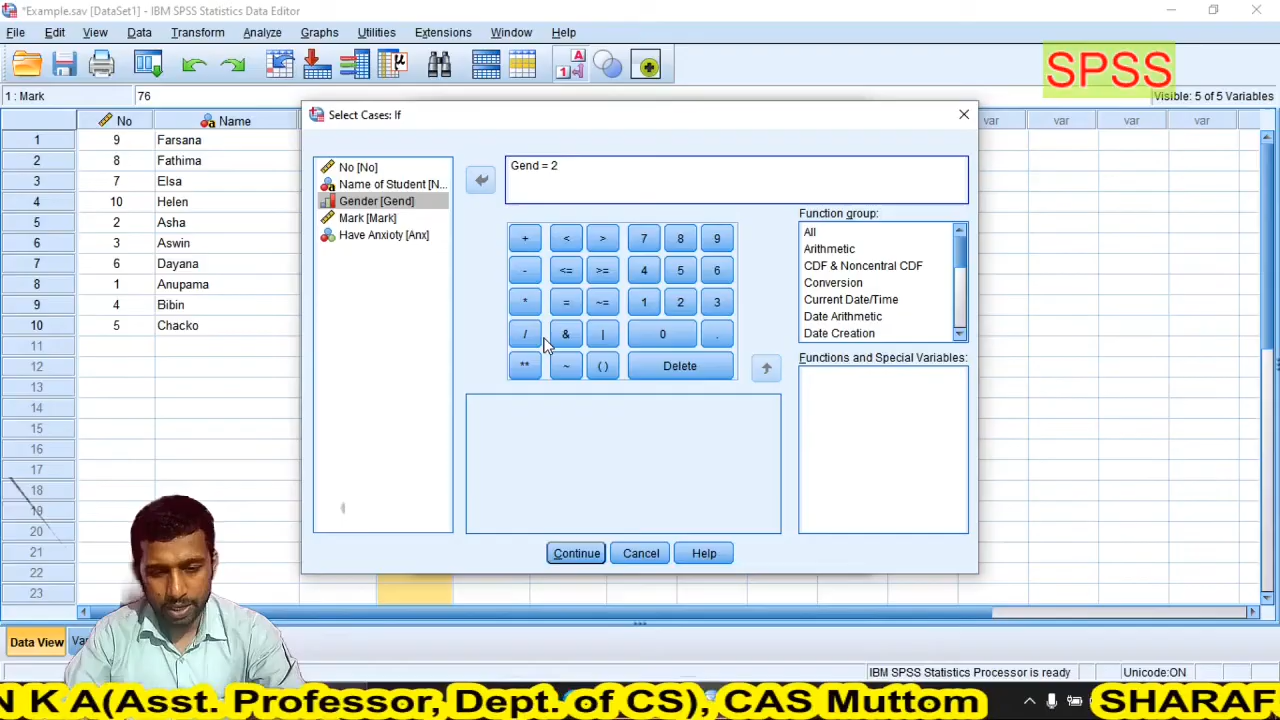 *Example.sav [DataSet1] - IBM SPSS Statistics Data Editor
File Edit View Data Transform Analyze Graphs Utilities Extensions Window Help
SPSS
1 : Mark 76 Visible: 5 of 5 Variables
No Name var var var var
1 9 Farsana
2 8 Fathima
3 7 Elsa
4 10 Helen
5 2 Asha
6 3 Aswin
7 6 Dayana
8 1 Anupama
9 4 Bibin
10 5 Chacko
11
12
13
14
15
16
17
18
19
20
21
22
23
Select Cases: If
No [No]
Name of Student [N...
Gender [Gend]
Mark [Mark]
Have Anxioty [Anx]
Gend = 2
+ < > 7 8 9
- <= >= 4 5 6
* = ~= 1 2 3
/ & | 0 .
** ~ ( ) Delete
Function group:
All
Arithmetic
CDF & Noncentral CDF
Conversion
Current Date/Time
Date Arithmetic
Date Creation
Functions and Special Variables:
Continue Cancel Help
Data View
IBM SPSS Statistics Processor is ready Unicode:ON
N K A(Asst. Professor, Dept. of CS), CAS Muttom SHARAF